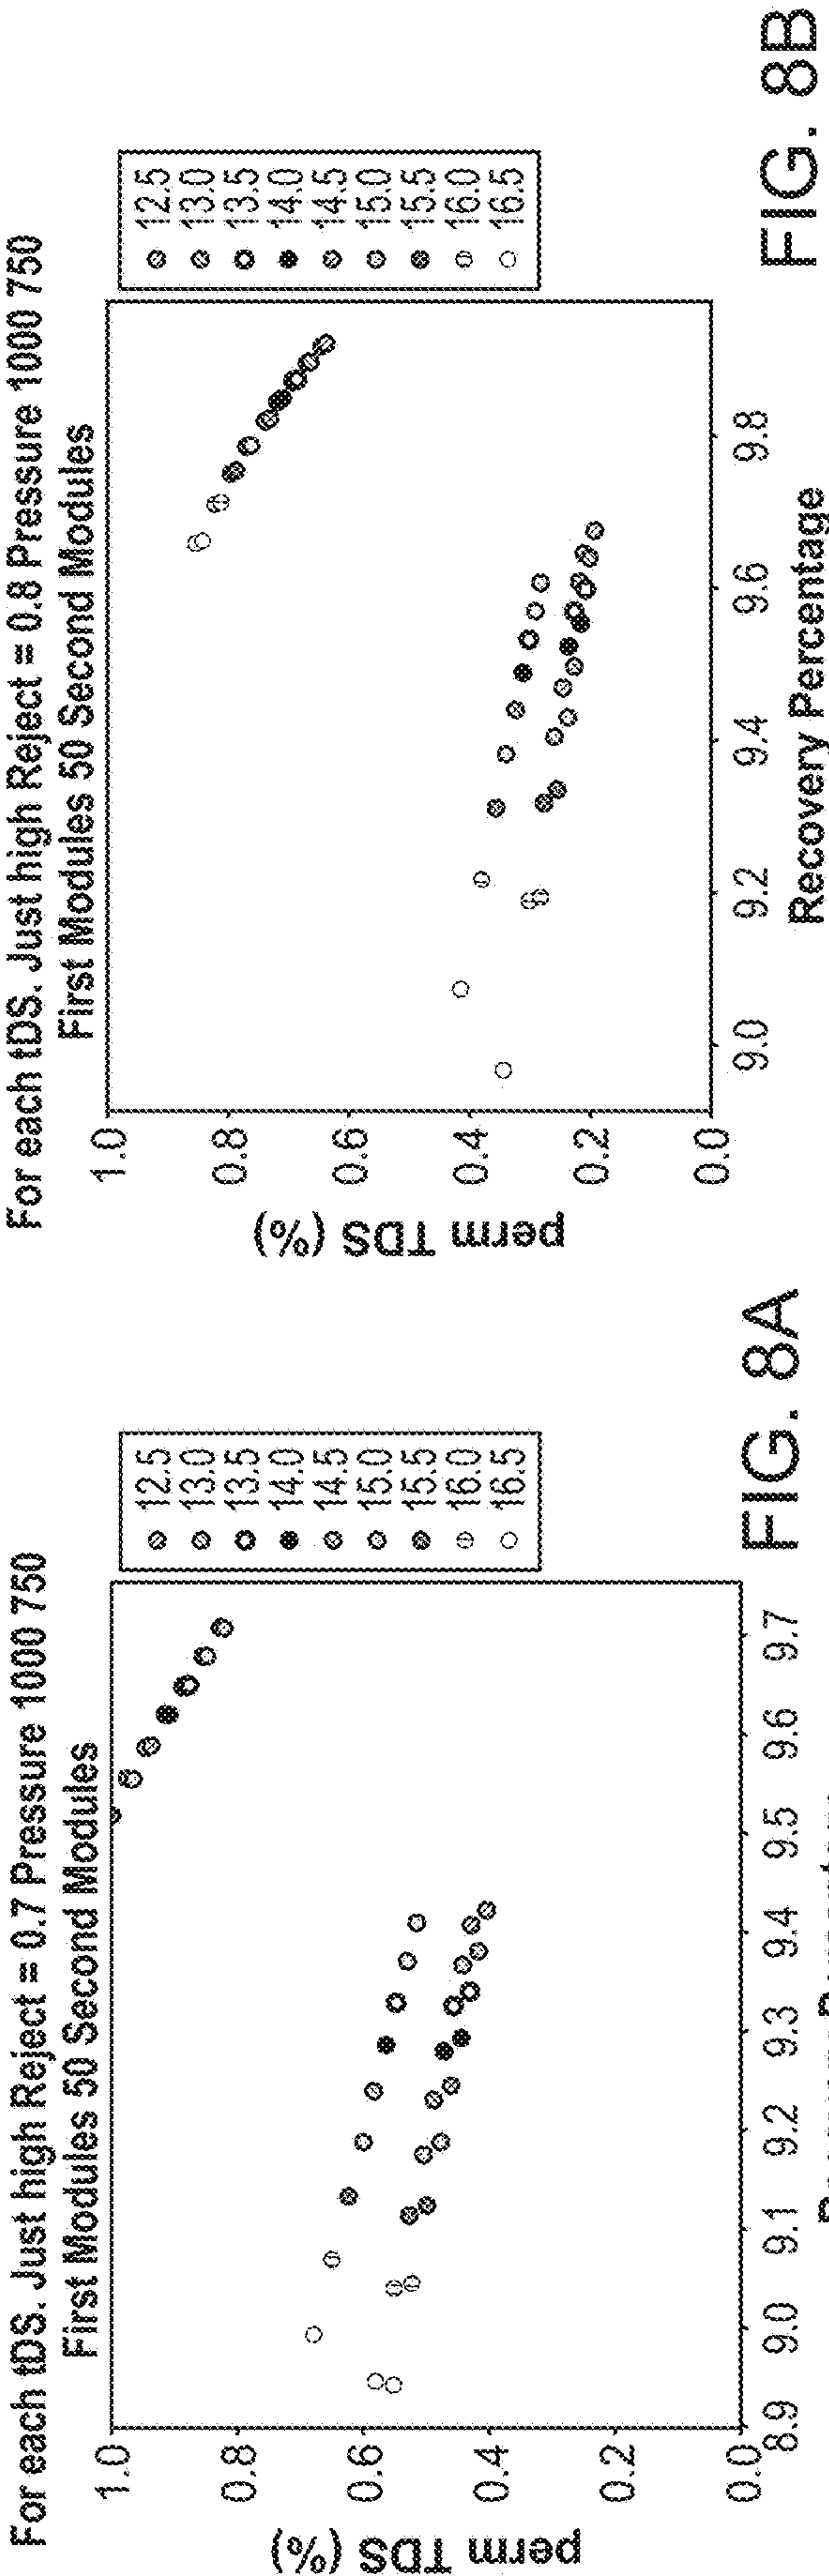 For each tDS. Just high Reject = 0.7 Pressure 1000 750
First Modules 50 Second Modules
perm TDS (%)
1.0
0.8
0.6
0.4
0.2
0.0
8.9 9.0 9.1 9.2 9.3 9.4 9.5 9.6 9.7
12.5
13.0
13.5
14.0
14.5
15.0
15.5
16.0
16.5
FIG. 8A
For each tDS. Just high Reject = 0.8 Pressure 1000 750
First Modules 50 Second Modules
perm TDS (%)
1.0
0.8
0.6
0.4
0.2
0.0
9.0 9.2 9.4 9.6 9.8
Recovery Percentage
12.5
13.0
13.5
14.0
14.5
15.0
15.5
16.0
16.5
FIG. 8B